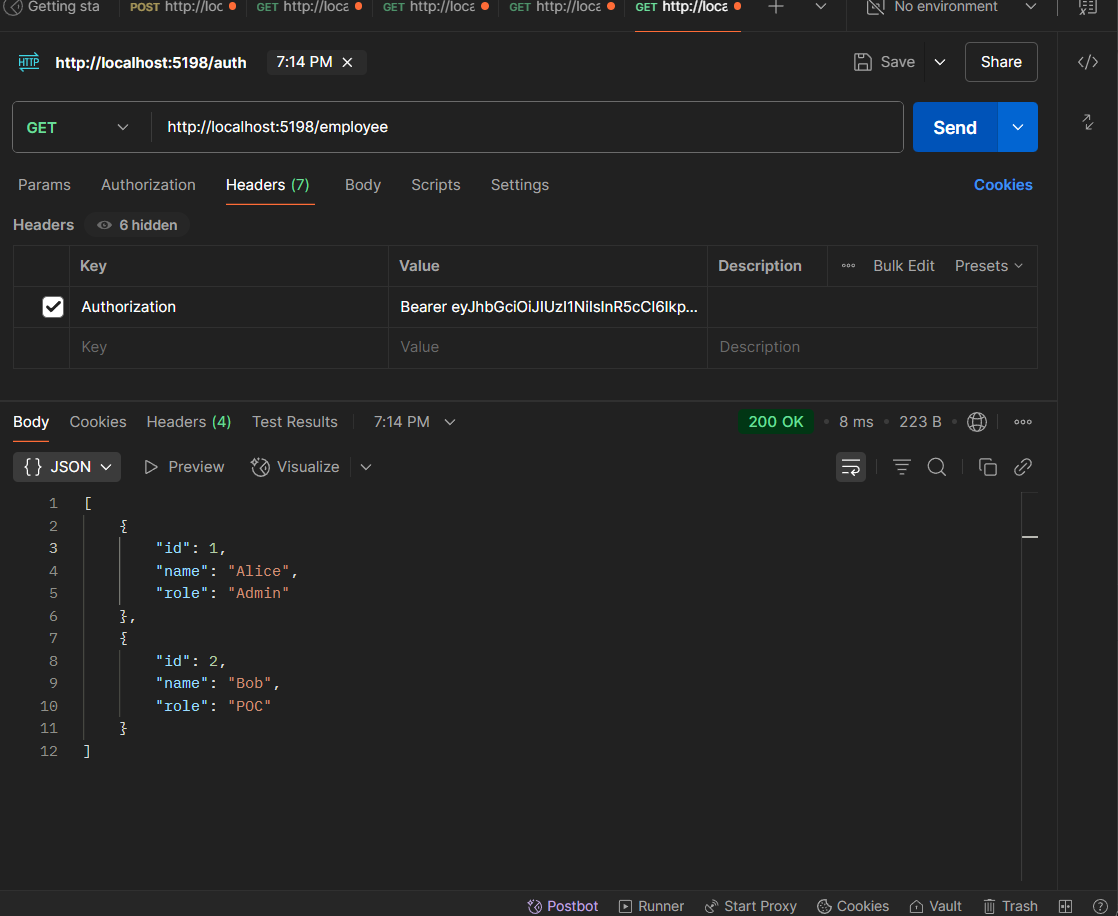 Getting sta POST http://loc GET http://loca GET http://loca GET http://loca GET http://loca No environment
HTTP http://localhost:5198/auth 7:14 PM Save Share
GET http://localhost:5198/employee Send
Params Authorization Headers (7) Body Scripts Settings Cookies
Headers 6 hidden
Key Value Description Bulk Edit Presets
Authorization Bearer eyJhbGciOiJIUzI1NiIsInR5cCI6Ikp...
Key Value Description
Body Cookies Headers (4) Test Results 7:14 PM 200 OK 8 ms 223 B
{} JSON Preview Visualize
1 [
2 {
3 "id": 1,
4 "name": "Alice",
5 "role": "Admin"
6 },
7 {
8 "id": 2,
9 "name": "Bob",
10 "role": "POC"
11 }
12 ]
Postbot Runner Start Proxy Cookies Vault Trash